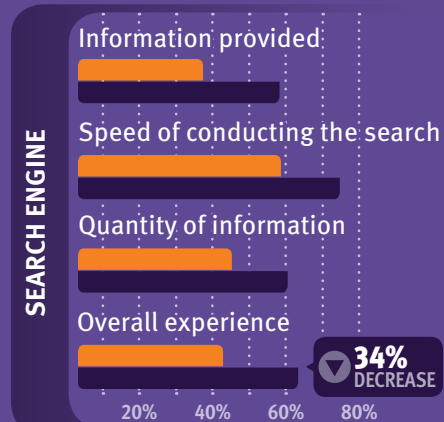 SEARCH ENGINE
Information provided
Speed of conducting the search
Quantity of information
Overall experience
34%
DECREASE
20% 40% 60% 80%